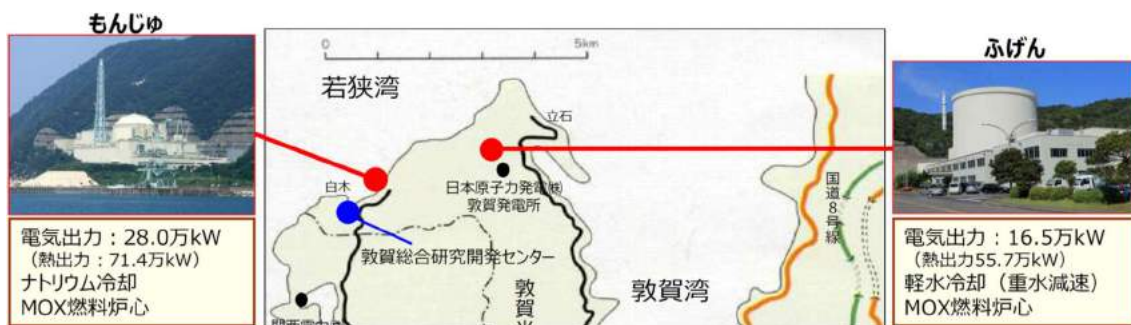 もんじゅ
電気出力：28.0万kW
（熱出力：71.4万kW）
ナトリウム冷却
MOX燃料炉心
0
5km
若狭湾
立石
白木
日本原子力発電㈱
敦賀発電所
敦賀総合研究開発センター
敦賀
敦賀湾
国道8号線
ふげん
電気出力：16.5万kW
（熱出力55.7万kW）
軽水冷却（重水減速）
MOX燃料炉心